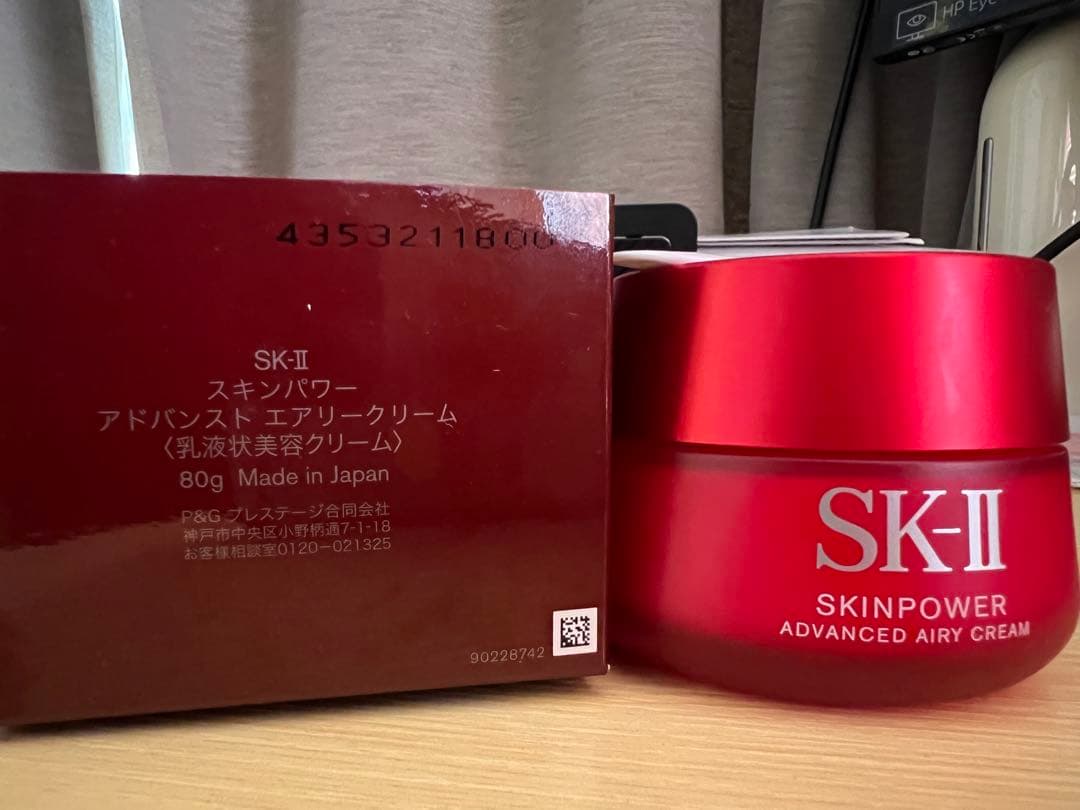 HP Eye
4353211800
SK-II
スキンパワー
アドバンスト エアリークリーム
〈乳液状美容クリーム〉
80g Made in Japan
P&G プレステージ合同会社
神戸市中央区小野柄通7-1-18
お客様相談室0120-021325
90228742
SK-II
SKINPOWER
ADVANCED AIRY CREAM